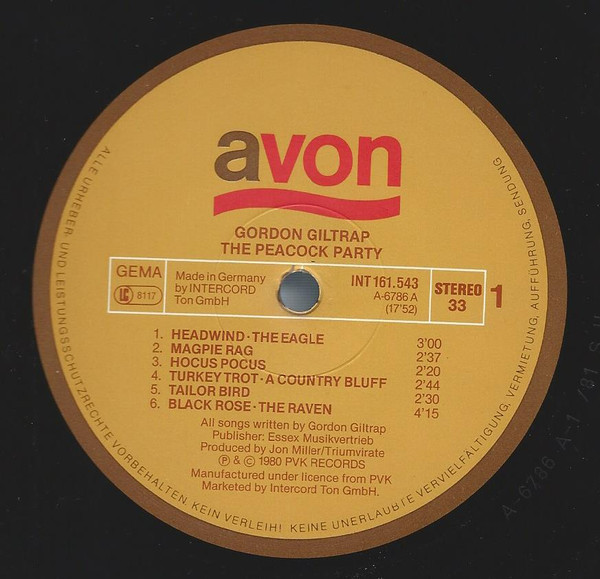 avon
GORDON GILTRAP
THE PEACOCK PARTY
GEMA
LC 8117
Made in Germany
by INTERCORD
Ton GmbH
INT 161.543
A-6786 A
(17'52)
STEREO
33
1
1. HEADWIND · THE EAGLE 3'00
2. MAGPIE RAG 2'37
3. HOCUS POCUS 2'20
4. TURKEY TROT · A COUNTRY BLUFF 2'44
5. TAILOR BIRD 2'30
6. BLACK ROSE · THE RAVEN 4'15
All songs written by Gordon Giltrap
Publisher: Essex Musikvertrieb
Produced by Jon Miller/Triumvirate
Ⓟ & © 1980 PVK RECORDS
Manufactured under licence from PVK
Marketed by Intercord Ton GmbH.
ALLE URHEBER- UND LEISTUNGSSCHUTZRECHTE VORBEHALTEN. KEIN VERLEIH! KEINE UNERLAUBTE VERVIELFÄLTIGUNG, VERMIETUNG, AUFFÜHRUNG, SENDUNG
A-6786 A-1 /81 S